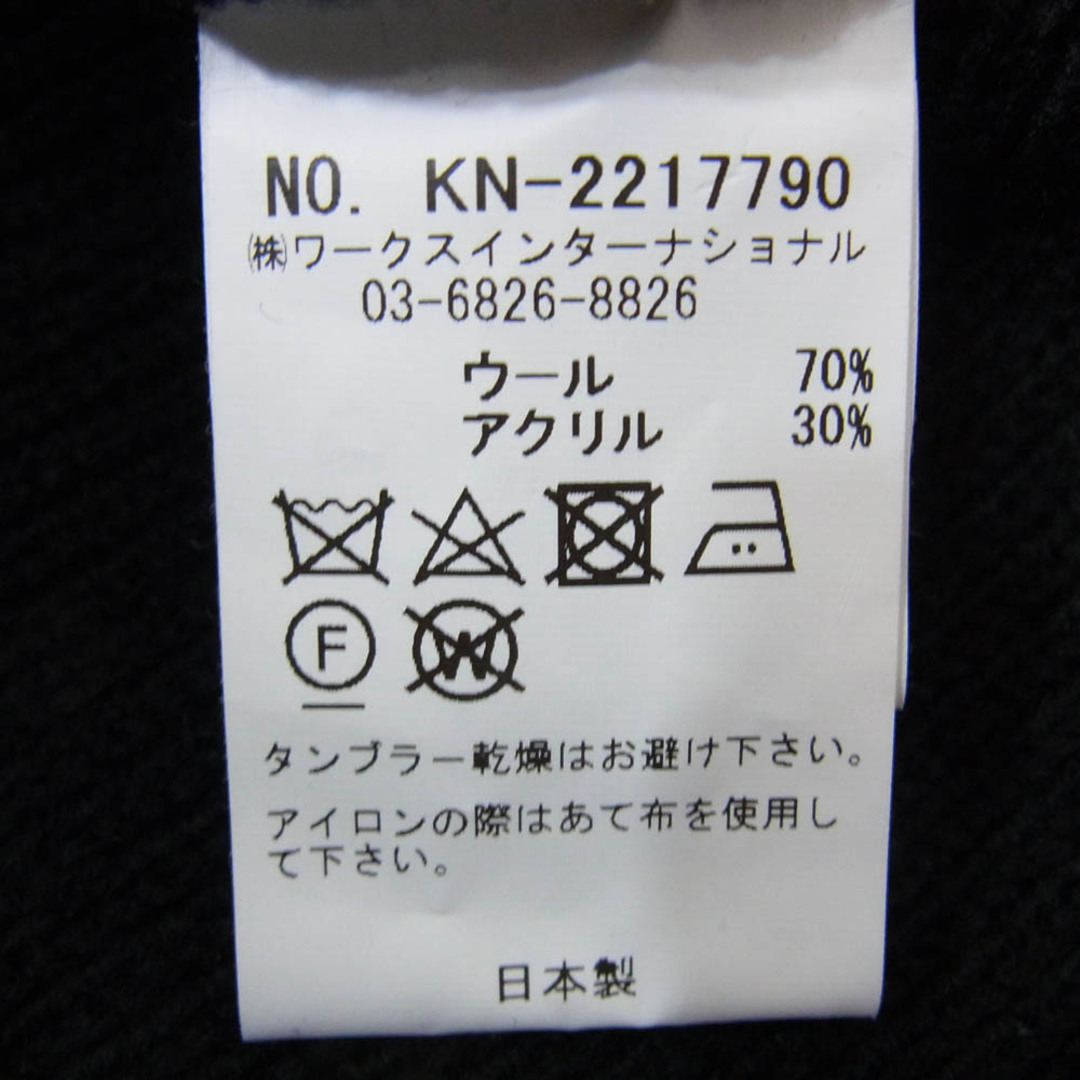 NO. KN-2217790
㈱ワークスインターナショナル
03-6826-8826
ウール 70%
アクリル 30%
F W
タンブラー乾燥はお避け下さい。
アイロンの際はあて布を使用し
て下さい。
日本製